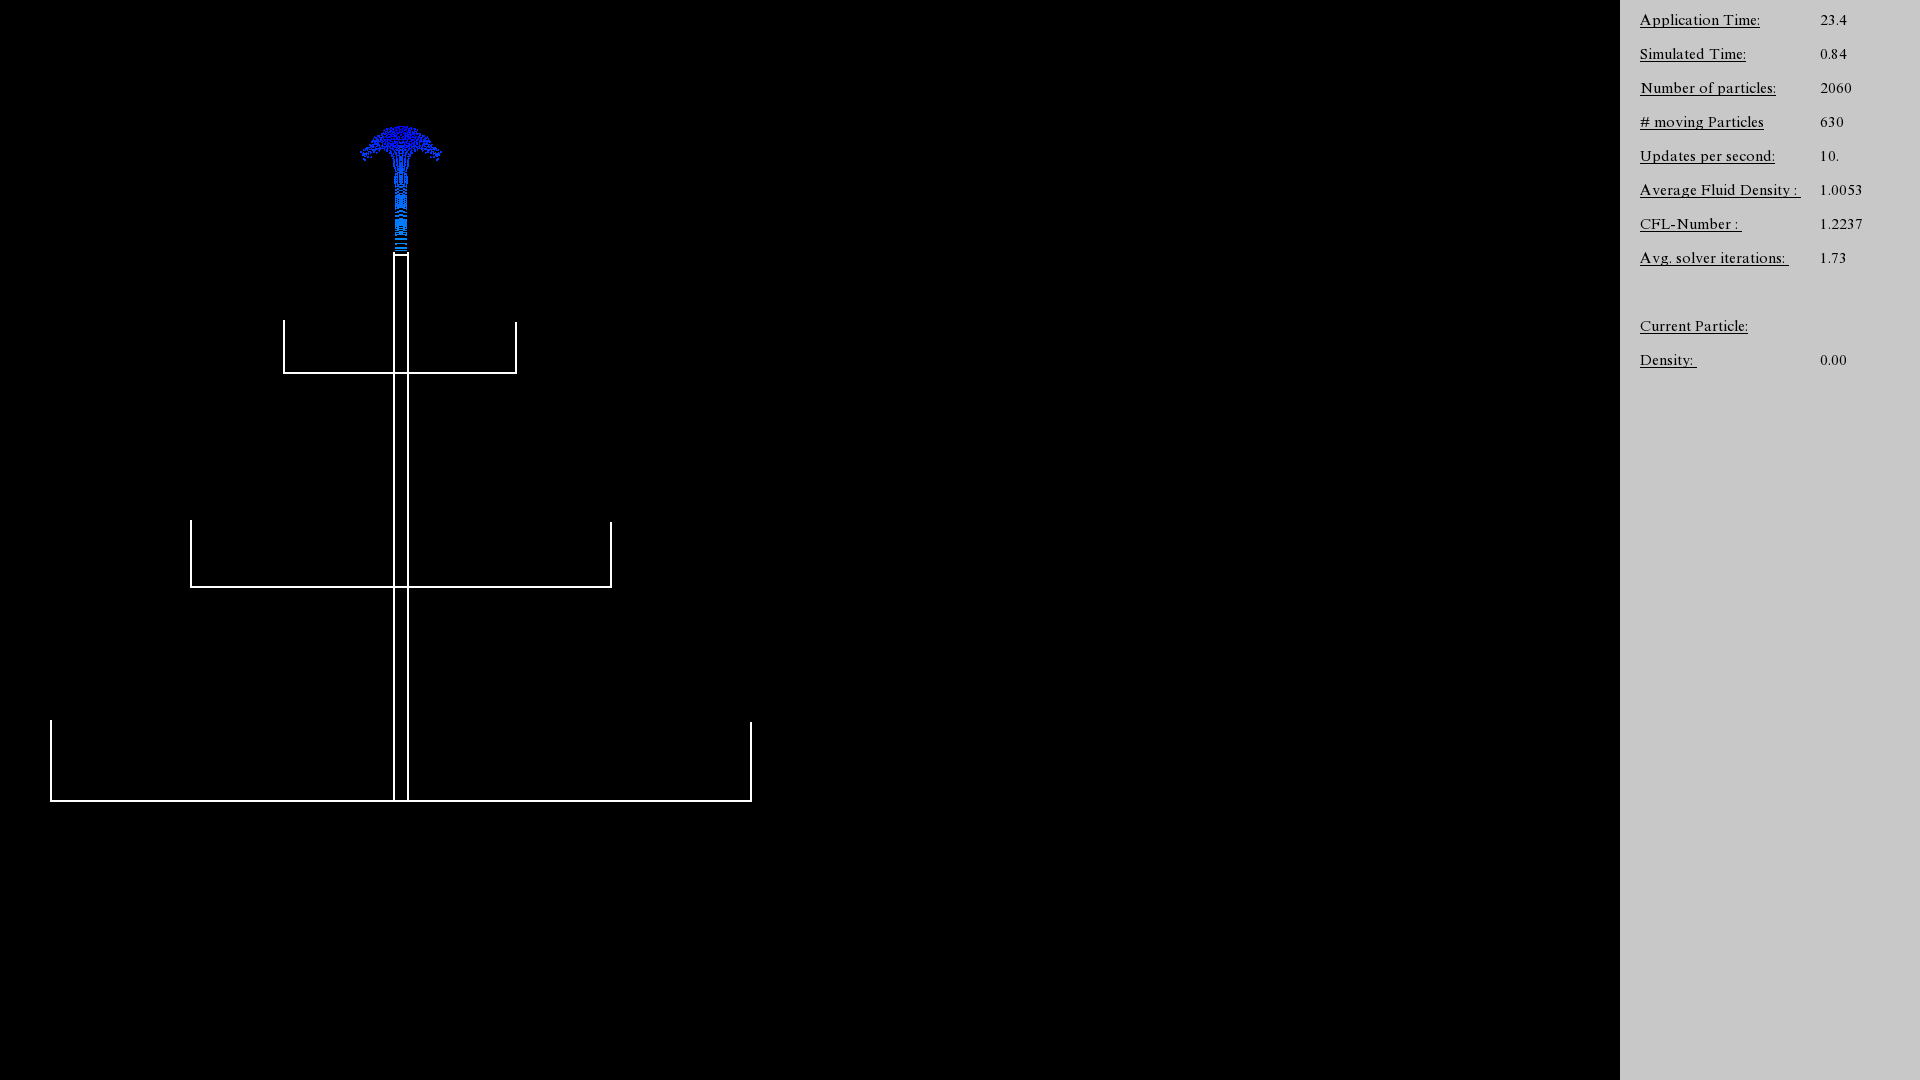 Application Time: 23.4
Simulated Time: 0.84
Number of particles: 2060
# moving Particles 630
Updates per second: 10.
Average Fluid Density : 1.0053
CFL-Number : 1.2237
Avg. solver iterations: 1.73
Current Particle:
Density: 0.00